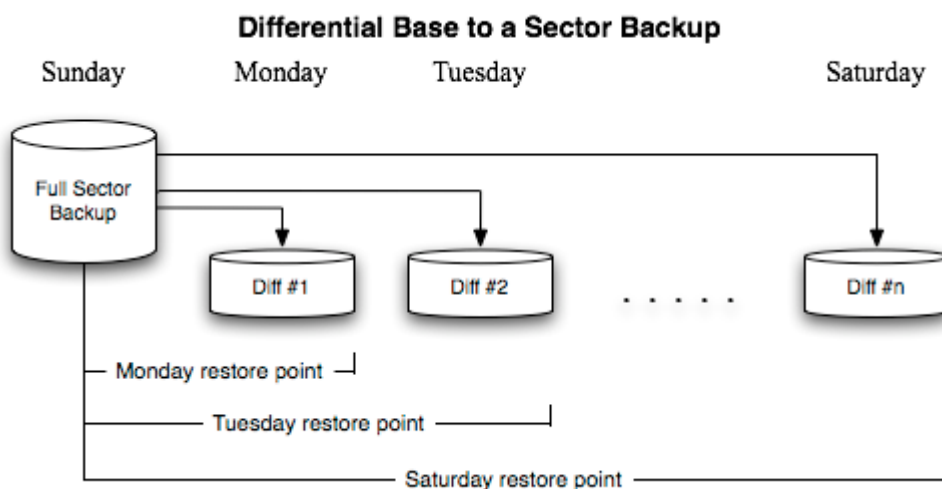 Differential Base to a Sector Backup
Sunday Monday Tuesday Saturday
Full Sector
Backup
Diff #1 Diff #2 . . . . . Diff #n
Monday restore point
Tuesday restore point
Saturday restore point